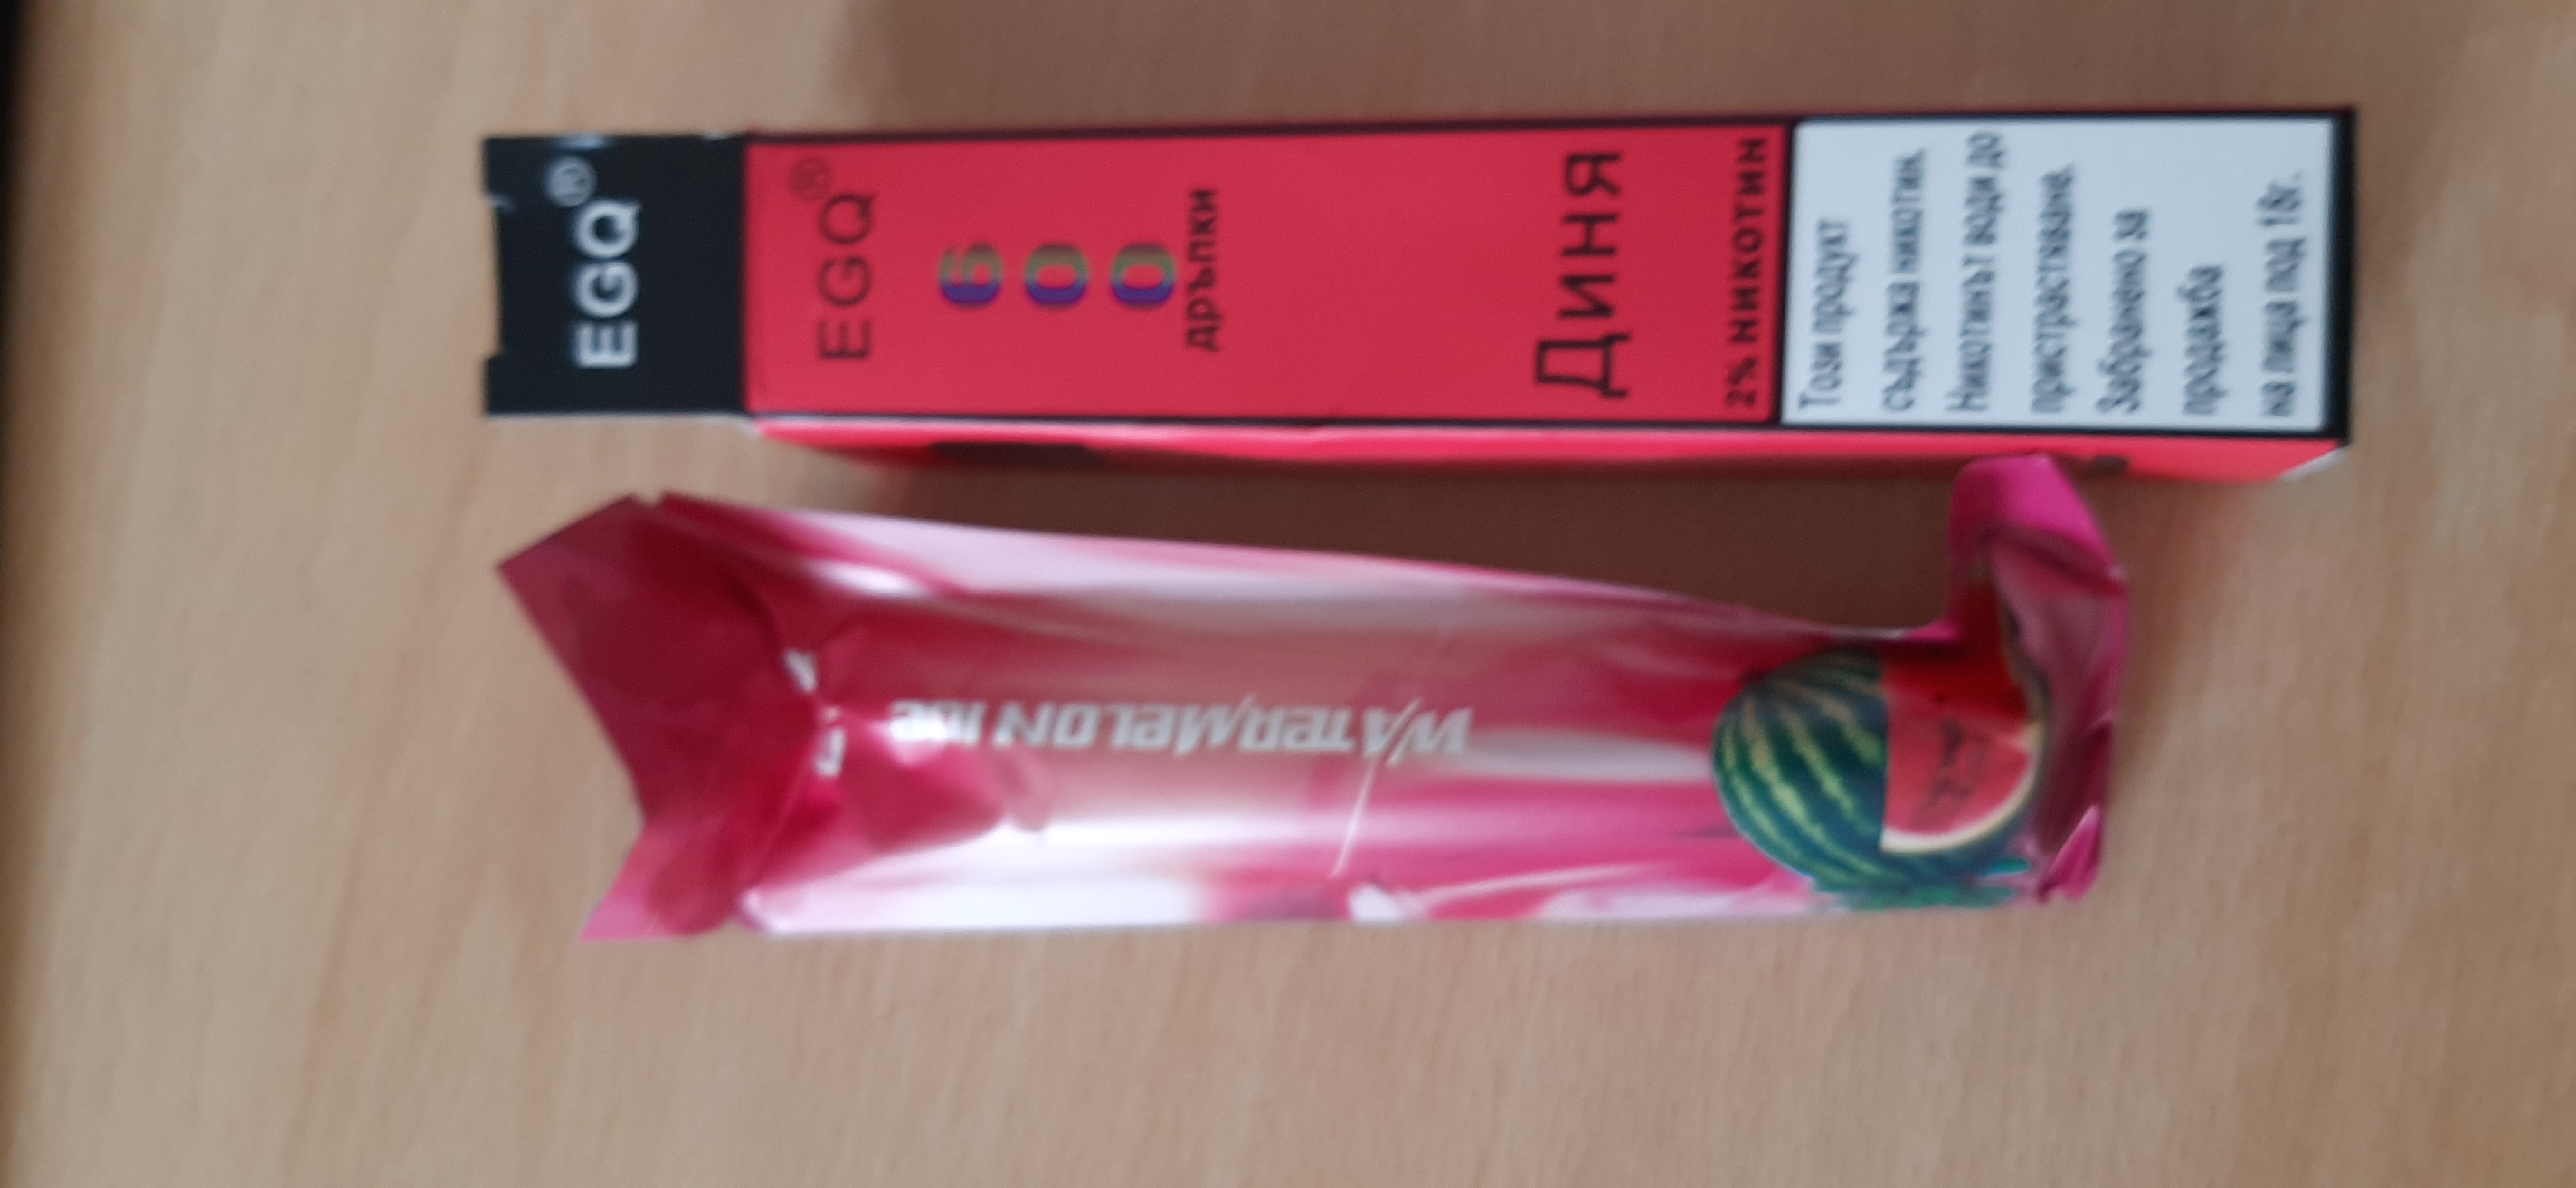 EGQ®
EGQ®
600
дръпки
Диня
2% никотин
Този продукт
съдържа никотин.
Никотинът води до
пристрастяване.
Забранено за
продажба
на лица под 18г.
WATERMELON ICE